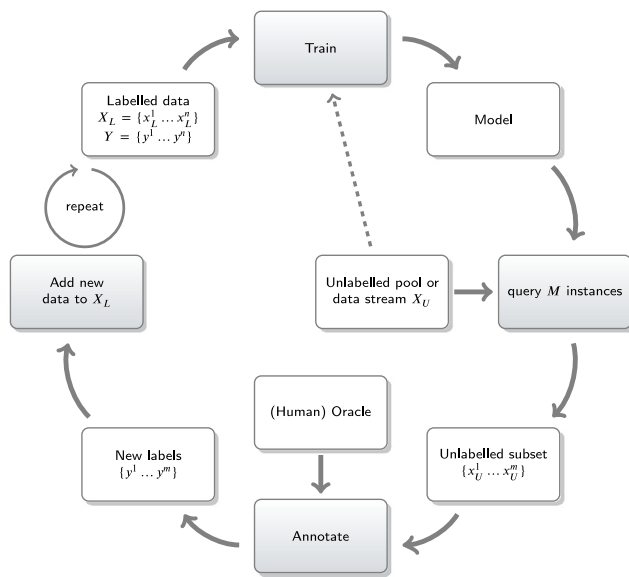 Train
Labelled data
X_L = {x_L^1 … x_L^n}
Y = {y^1 … y^n}
Model
repeat
Add new
data to X_L
Unlabelled pool or
data stream X_U
query M instances
(Human) Oracle
New labels
{y^1 … y^m}
Unlabelled subset
{x_U^1 … x_U^m}
Annotate